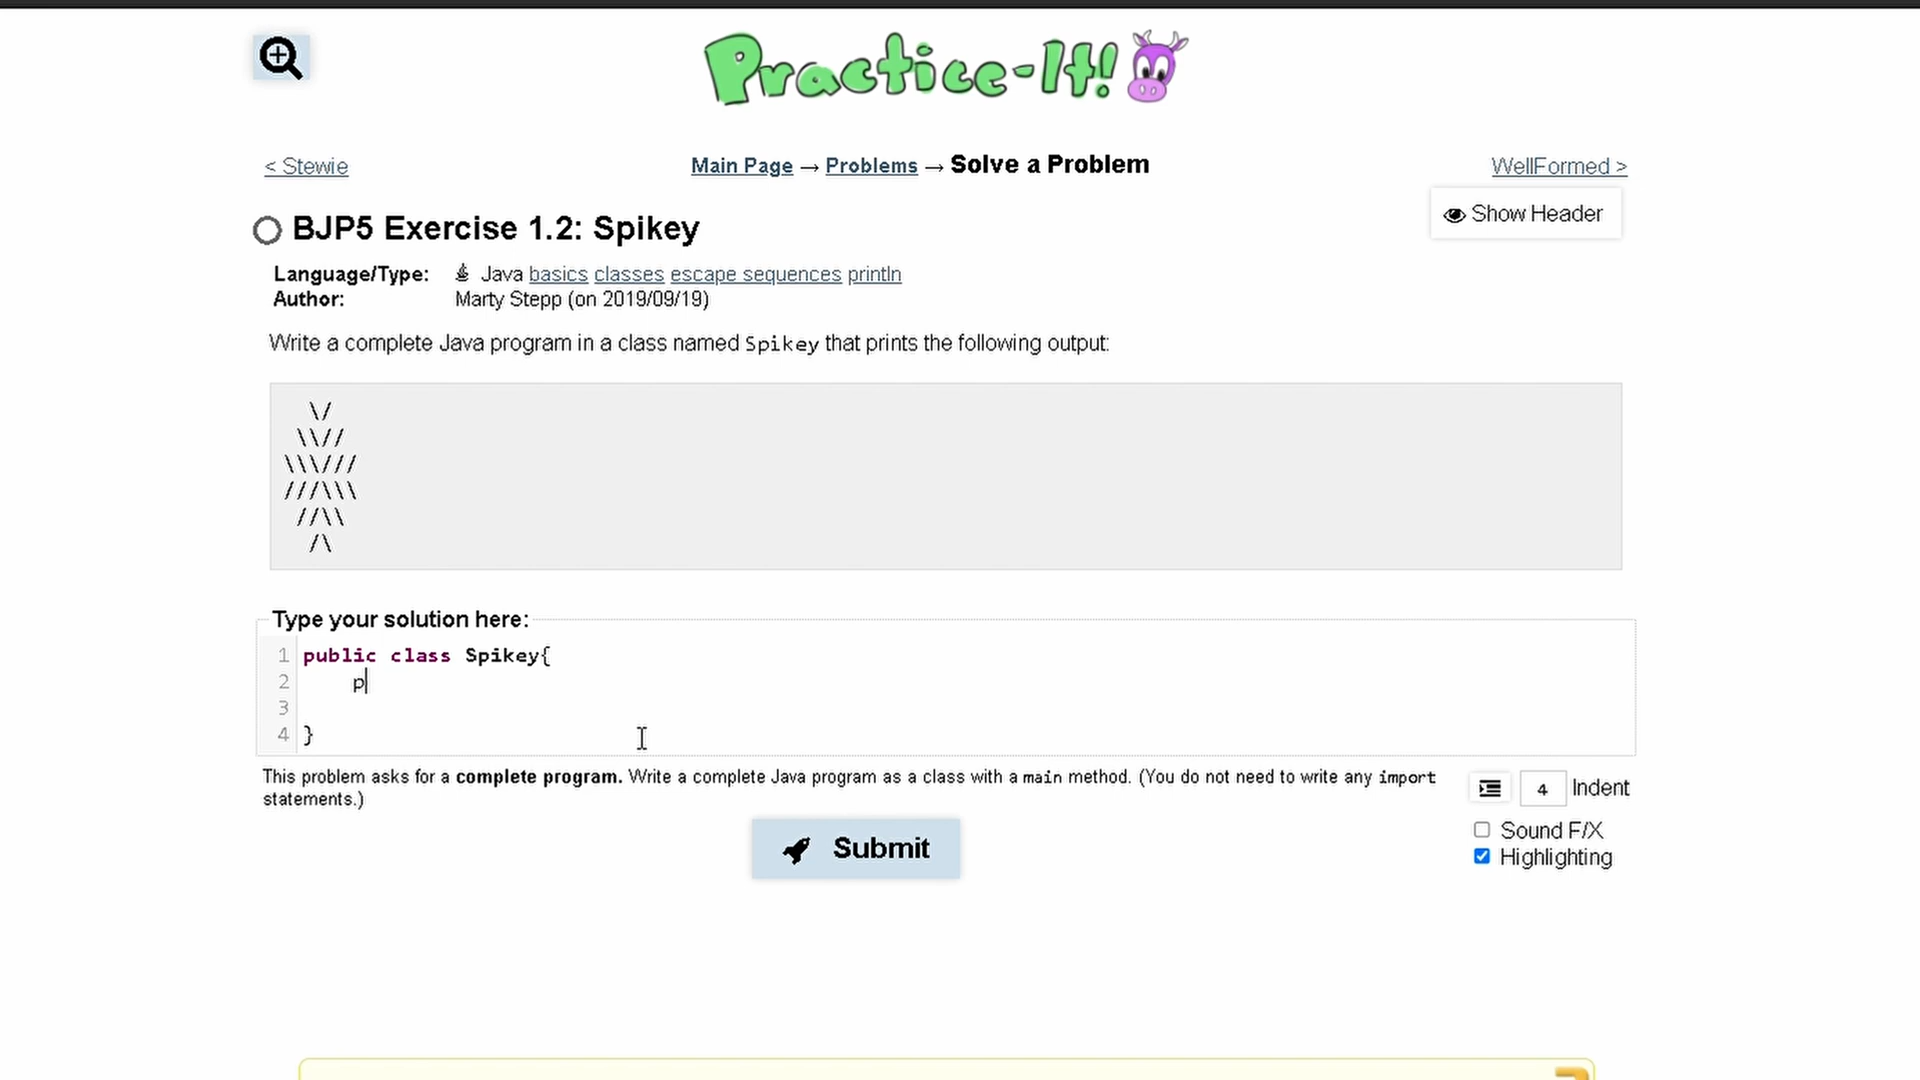 Practice-It!
< Stewie
Main Page → Problems → Solve a Problem
WellFormed >
Show Header
BJP5 Exercise 1.2: Spikey
Language/Type: Java basics classes escape sequences println
Author: Marty Stepp (on 2019/09/19)
Write a complete Java program in a class named Spikey that prints the following output:
  \/
 \\//
\\\///
///\\\
 //\\
  /\
Type your solution here:
1 public class Spikey{
2     p
3
4 }
This problem asks for a complete program. Write a complete Java program as a class with a main method. (You do not need to write any import
statements.)
4 Indent
Sound F/X
Highlighting
Submit